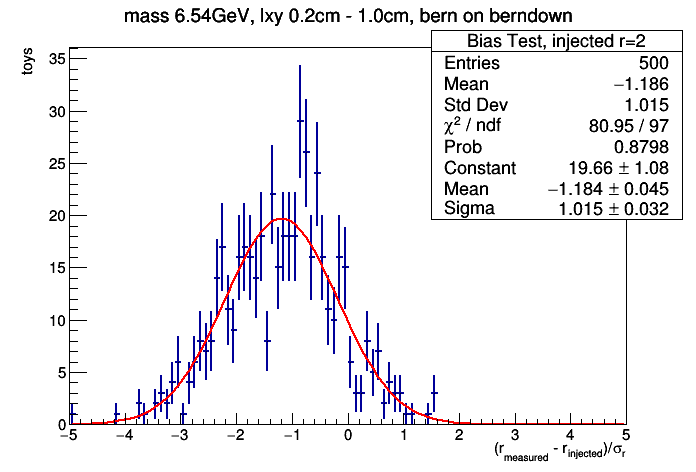 mass 6.54GeV, lxy 0.2cm - 1.0cm, bern on berndown
Bias Test, injected r=2
Entries 500
Mean −1.186
Std Dev 1.015
χ² / ndf 80.95 / 97
Prob 0.8798
Constant 19.66 ± 1.08
Mean −1.184 ± 0.045
Sigma 1.015 ± 0.032
toys
35
30
25
20
15
10
5
0
−5 −4 −3 −2 −1 0 1 2 3 4 5
(r_measured - r_injected)/σ_r